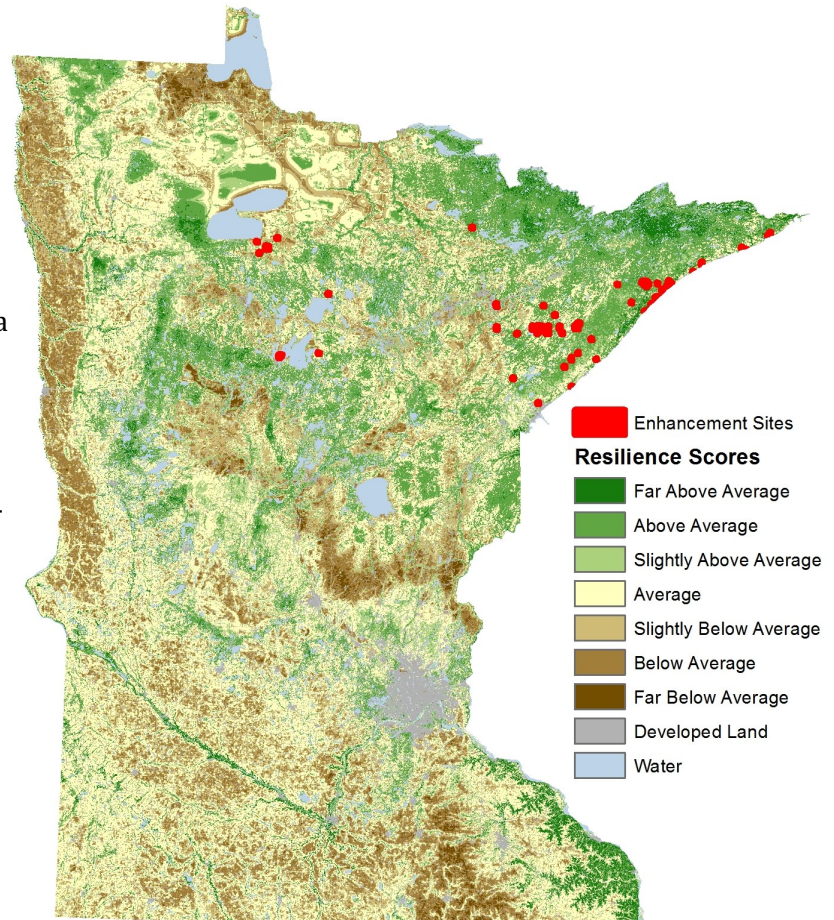 a
.
Enhancement Sites
Resilience Scores
Far Above Average
Above Average
Slightly Above Average
Average
Slightly Below Average
Below Average
Far Below Average
Developed Land
Water